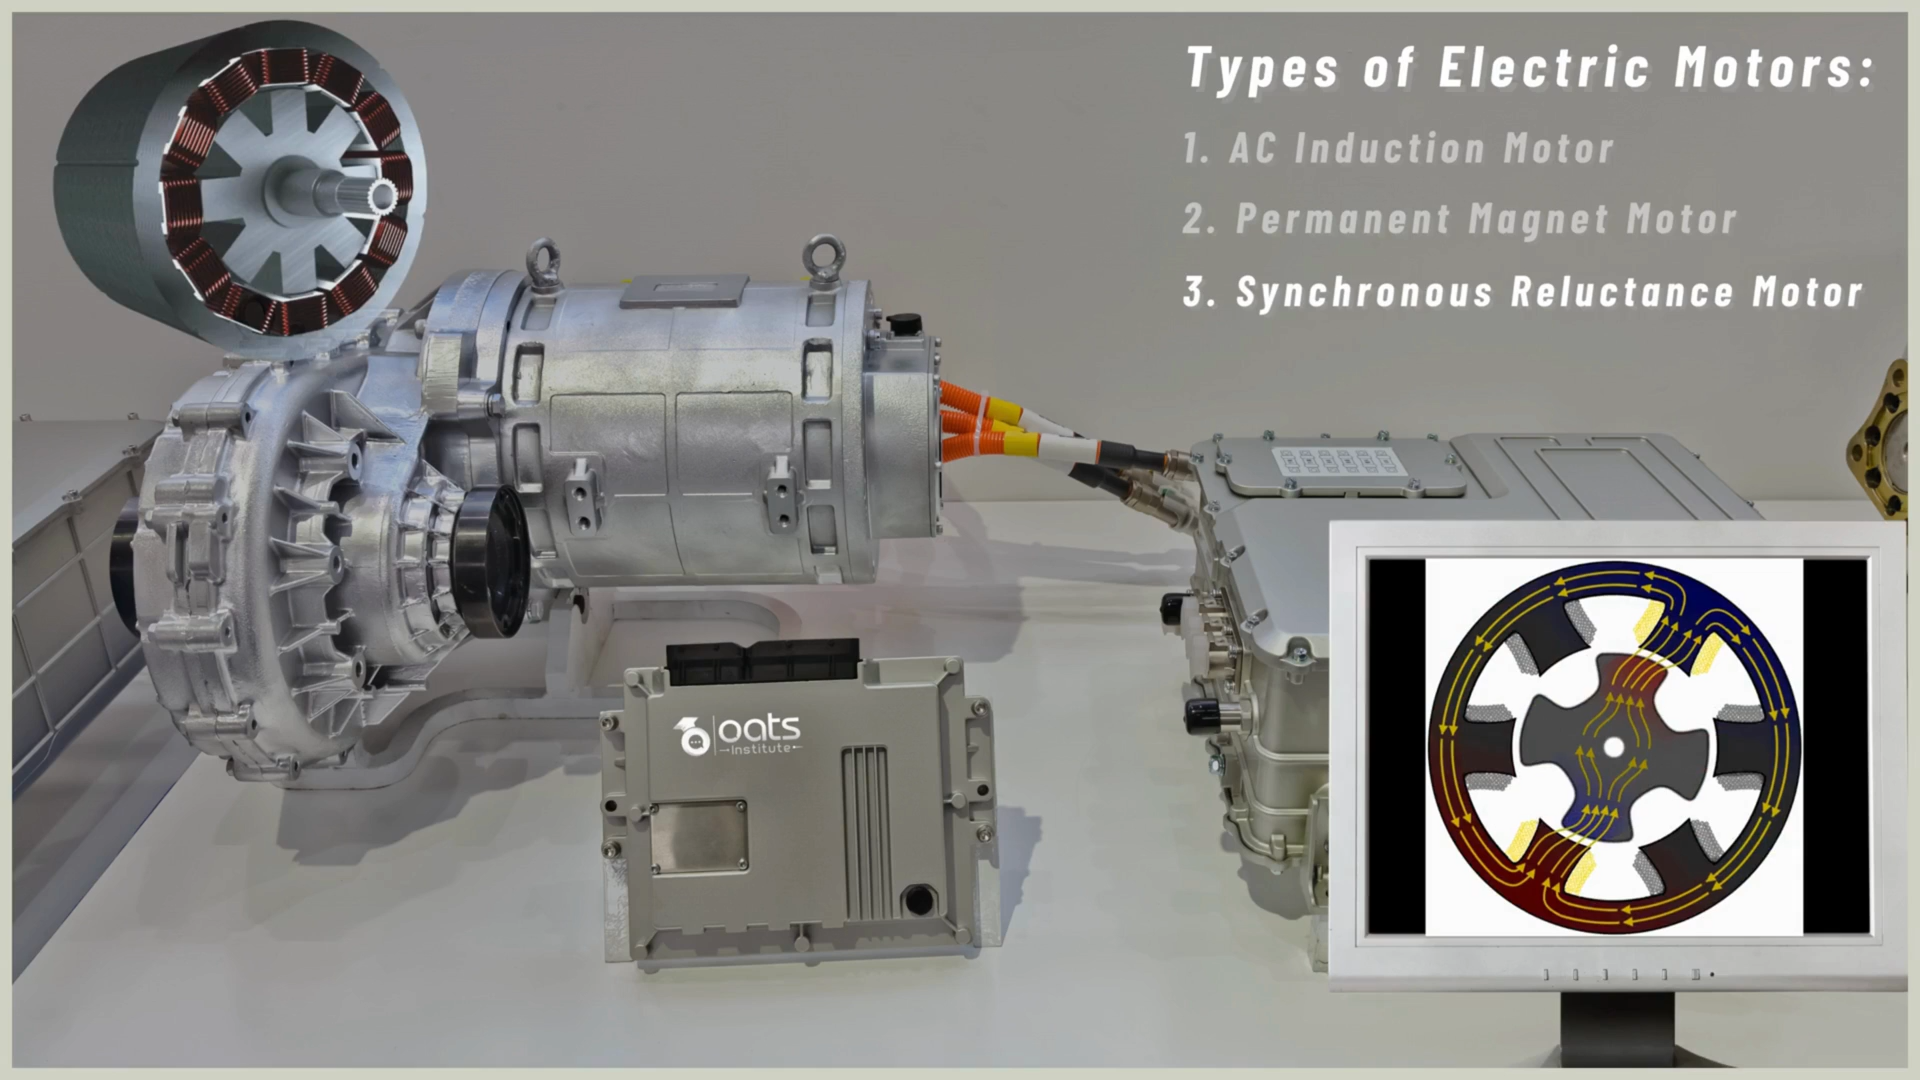 Types of Electric Motors:
1. AC Induction Motor
2. Permanent Magnet Motor
3. Synchronous Reluctance Motor
oats
Institute